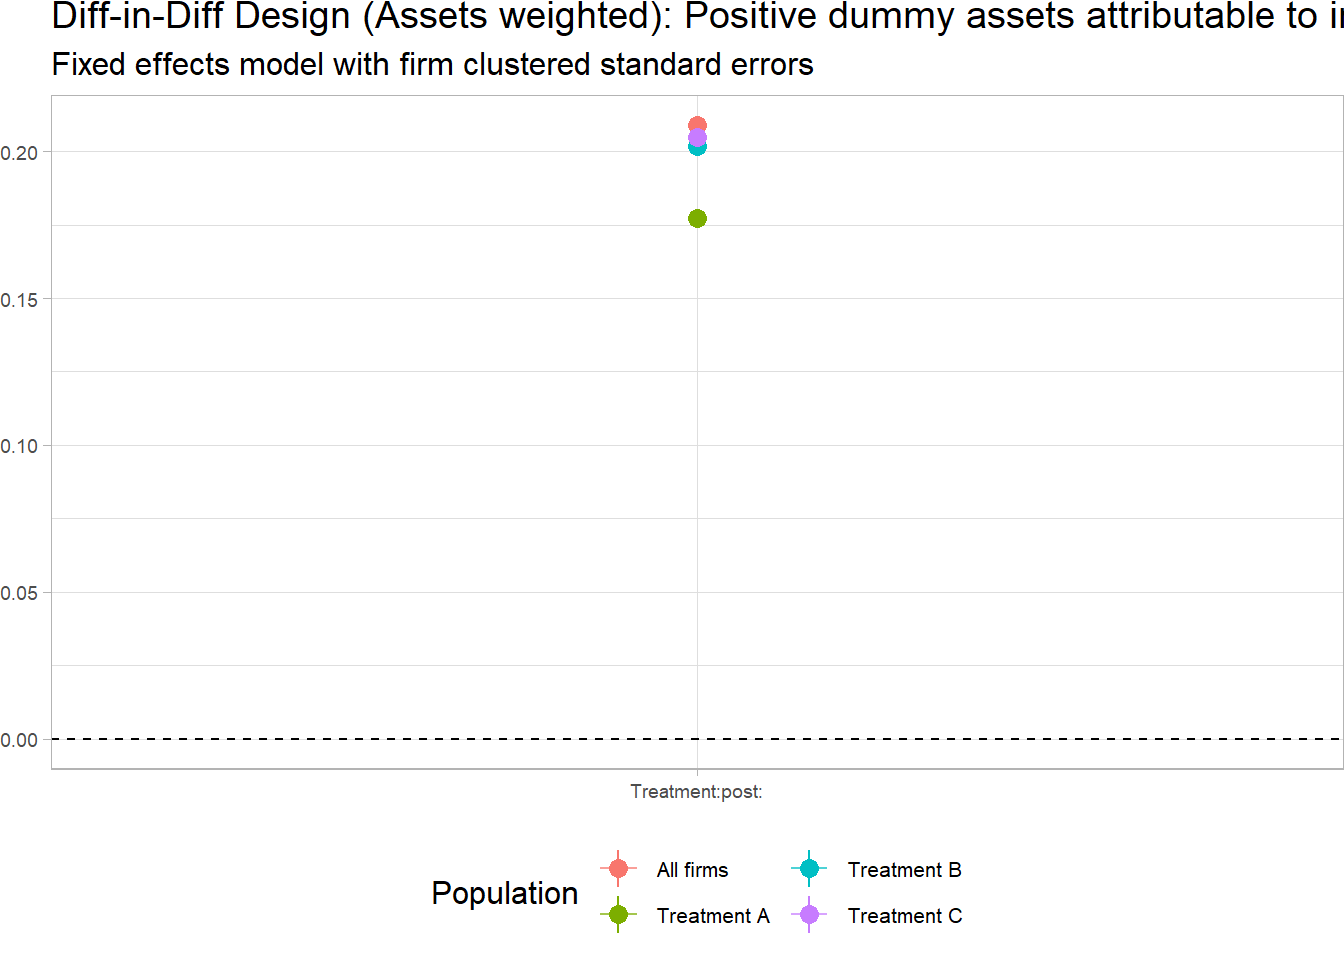 Diff-in-Diff Design (Assets weighted): Positive dummy assets attributable to
Fixed effects model with firm clustered standard errors
0.20
0.15
0.10
0.05
0.00
Treatment:post:
Population
All firms
Treatment B
Treatment A
Treatment C